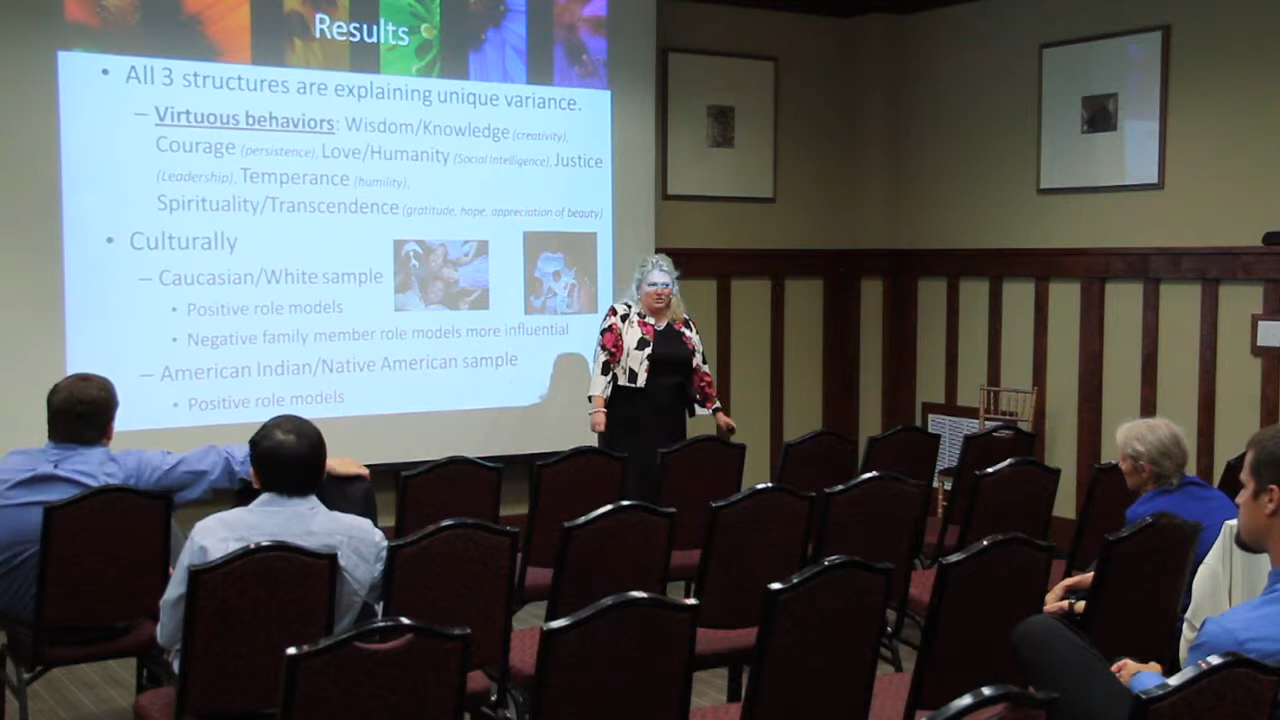 Results
• All 3 structures are explaining unique variance.
– Virtuous behaviors: Wisdom/Knowledge (creativity),
Courage (persistence), Love/Humanity (Social Intelligence), Justice
(Leadership), Temperance (humility),
Spirituality/Transcendence (gratitude, hope, appreciation of beauty)
• Culturally
– Caucasian/White sample
• Positive role models
• Negative family member role models more influential
– American Indian/Native American sample
• Positive role models